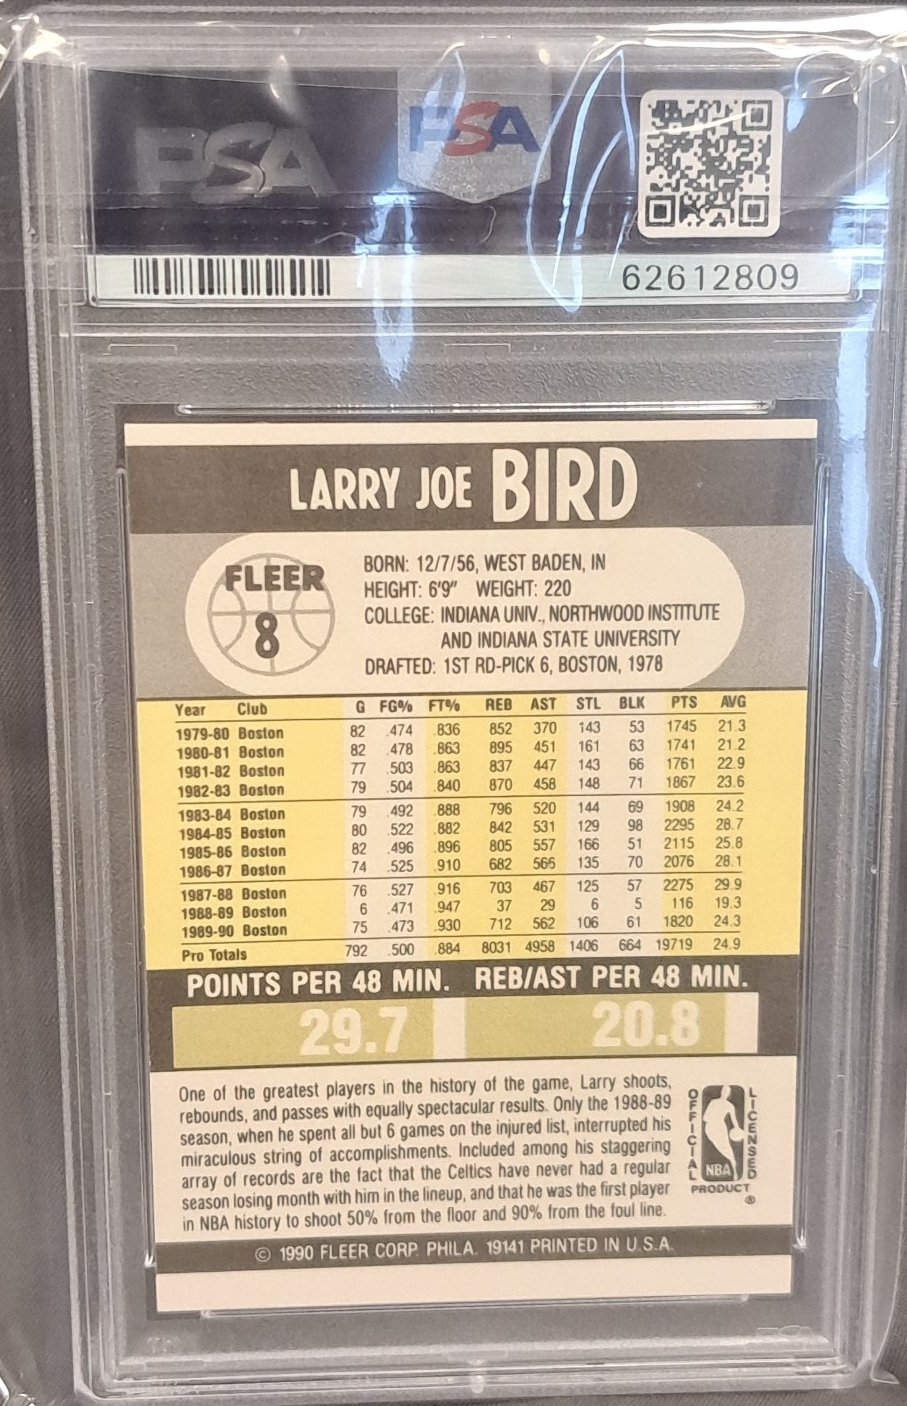 PSA
PSA
62612809
LARRY JOE BIRD
FLEER
8
BORN: 12/7/56, WEST BADEN, IN
HEIGHT: 6'9" WEIGHT: 220
COLLEGE: INDIANA UNIV., NORTHWOOD INSTITUTE
AND INDIANA STATE UNIVERSITY
DRAFTED: 1ST RD-PICK 6, BOSTON, 1978
Year Club G FG% FT% REB AST STL BLK PTS AVG
1979-80 Boston 82 .474 .836 852 370 143 53 1745 21.3
1980-81 Boston 82 .478 .863 895 451 161 63 1741 21.2
1981-82 Boston 77 .503 .863 837 447 143 66 1761 22.9
1982-83 Boston 79 .504 .840 870 458 148 71 1867 23.6
1983-84 Boston 79 .492 .888 796 520 144 69 1908 24.2
1984-85 Boston 80 .522 .882 842 531 129 98 2295 28.7
1985-86 Boston 82 .496 .896 805 557 166 51 2115 25.8
1986-87 Boston 74 .525 .910 682 566 135 70 2076 28.1
1987-88 Boston 76 .527 .916 703 467 125 57 2275 29.9
1988-89 Boston 6 .471 .947 37 29 6 5 116 19.3
1989-90 Boston 75 .473 .930 712 562 106 61 1820 24.3
Pro Totals 792 .500 .884 8031 4958 1406 664 19719 24.9
POINTS PER 48 MIN. REB/AST PER 48 MIN.
29.7 20.8
One of the greatest players in the history of the game, Larry shoots,
rebounds, and passes with equally spectacular results. Only the 1988-89
season, when he spent all but 6 games on the injured list, interrupted his
miraculous string of accomplishments. Included among his staggering
array of records are the fact that the Celtics have never had a regular
season losing month with him in the lineup, and that he was the first player
in NBA history to shoot 50% from the floor and 90% from the foul line.
OFFICIAL
LICENSED
NBA
PRODUCT
®
© 1990 FLEER CORP. PHILA. 19141 PRINTED IN U.S.A.